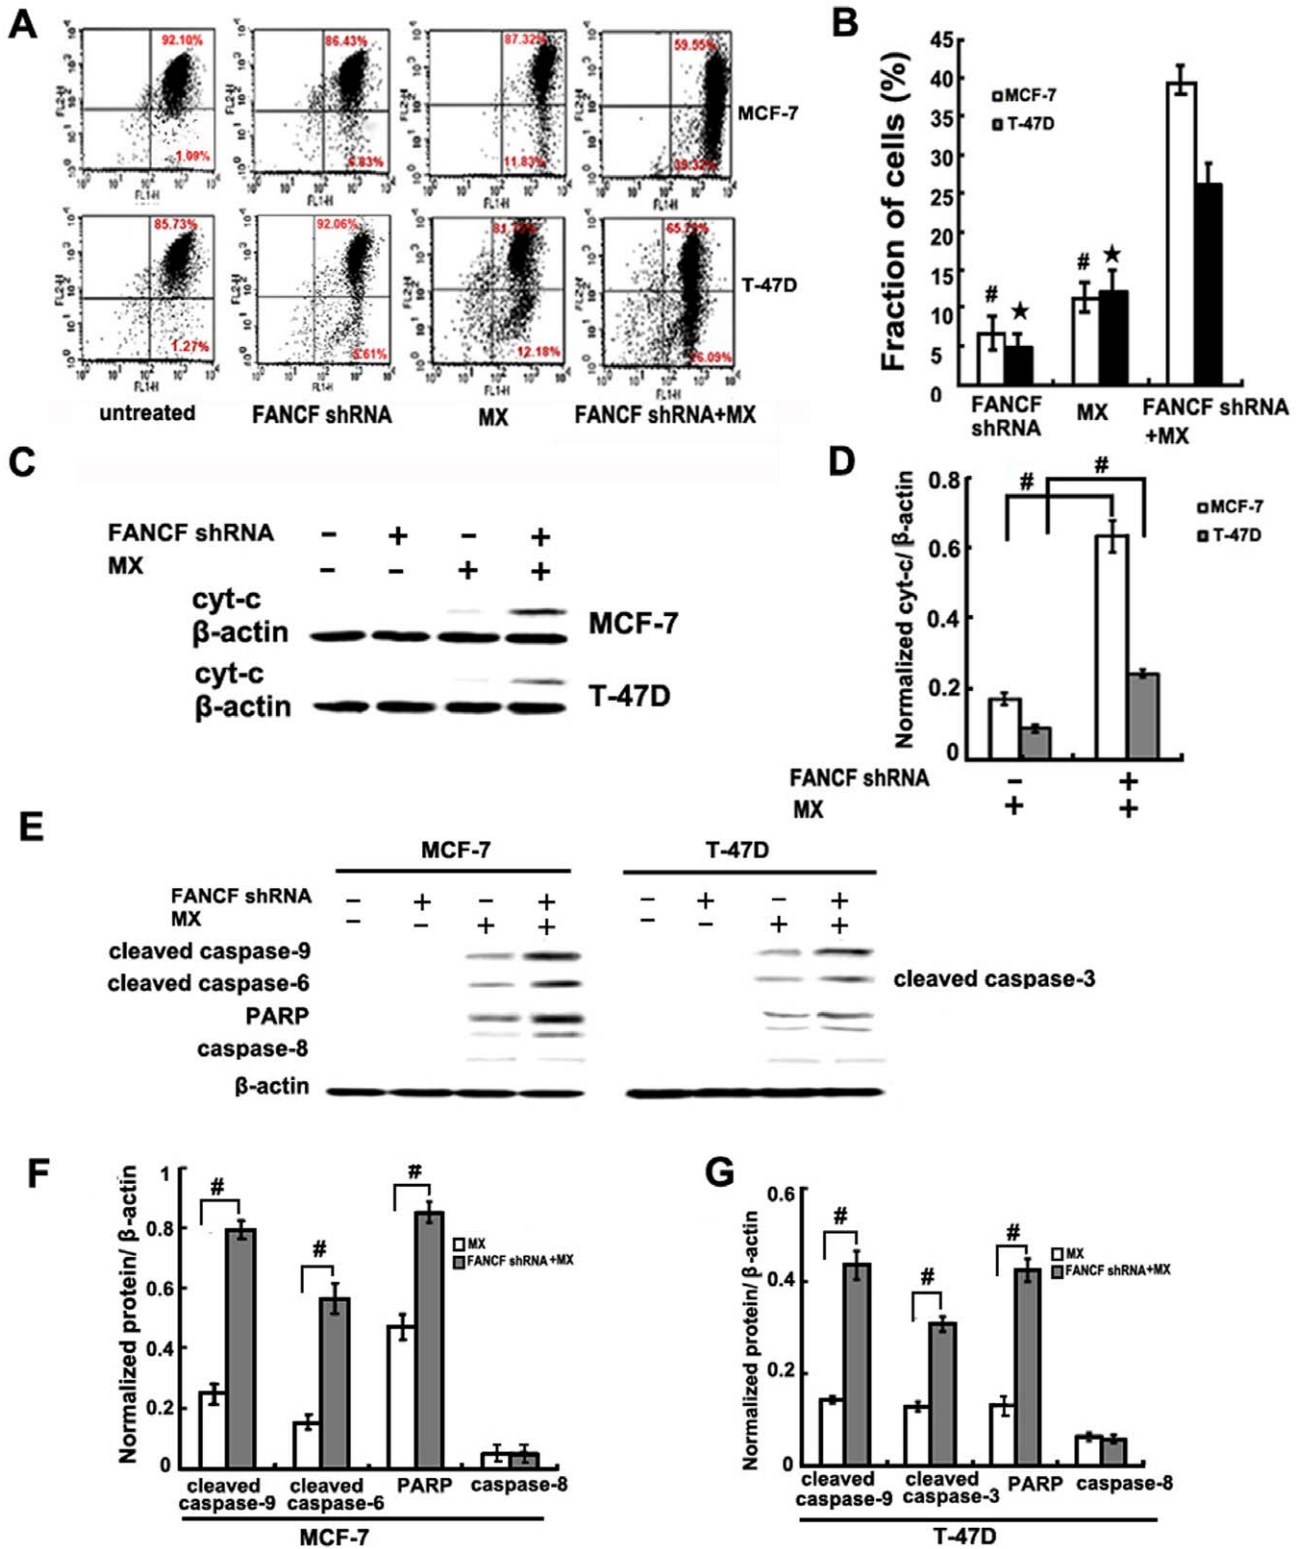 A
92.10%
1.09%
86.43%
6.83%
87.32%
11.83%
59.55%
39.32%
MCF-7
85.73%
1.27%
92.06%
5.61%
12.18%
26.09%
T-47D
FL2-H
FL1-H
untreated
FANCF shRNA
MX
FANCF shRNA+MX
B
Fraction of cells (%)
45
40
35
30
25
20
15
10
5
0
MCF-7
T-47D
#
★
#
★
FANCF
shRNA
MX
FANCF shRNA
+MX
C
FANCF shRNA − + − +
MX − − + +
cyt-c
β-actin
MCF-7
cyt-c
β-actin
T-47D
D
Normalized cyt-c/ β-actin
0.8
0.6
0.4
0.2
0
# #
MCF-7
T-47D
FANCF shRNA − +
MX + +
E
MCF-7 T-47D
FANCF shRNA − + − + − + − +
MX − − + + − − + +
cleaved caspase-9
cleaved caspase-6
cleaved caspase-3
PARP
caspase-8
β-actin
F
Normalized protein/ β-actin
1
0.8
0.6
0.4
0.2
0
# # #
MX
FANCF shRNA +MX
cleaved
caspase-9
cleaved
caspase-6
PARP
caspase-8
MCF-7
G
Normalized protein/ β-actin
0.6
0.4
0.2
0
# # #
MX
FANCF shRNA+MX
cleaved
caspase-9
cleaved
caspase-3
PARP
caspase-8
T-47D